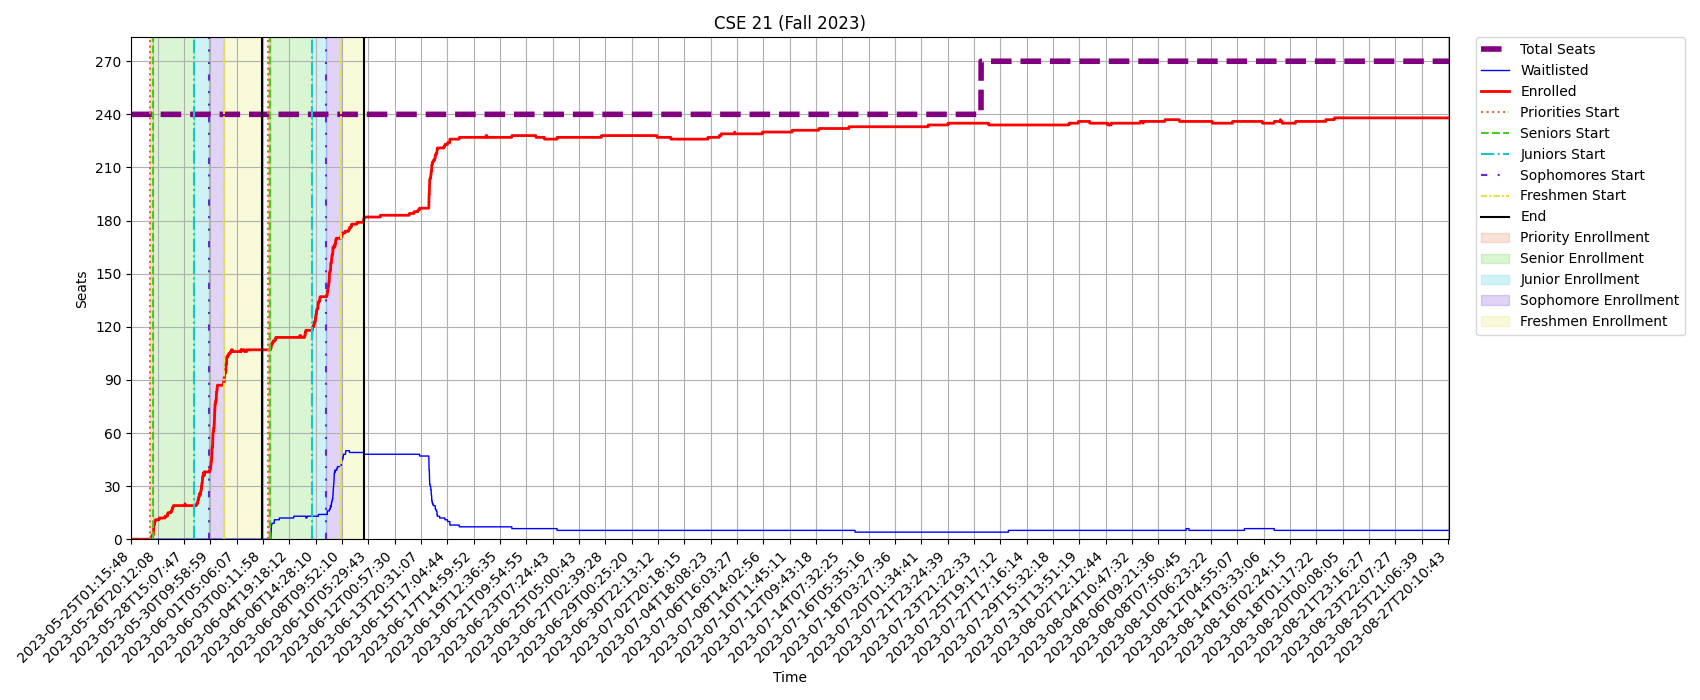 CSE 21 (Fall 2023)
Seats
270
240
210
180
150
120
90
60
30
0
2023-05-25T01:15:48
2023-05-26T20:12:08
2023-05-28T15:07:47
2023-05-30T09:58:59
2023-06-01T05:06:07
2023-06-03T00:11:58
2023-06-04T19:18:12
2023-06-06T14:28:10
2023-06-08T09:52:10
2023-06-10T05:29:43
2023-06-12T00:57:30
2023-06-13T20:31:07
2023-06-15T17:04:44
2023-06-17T14:59:52
2023-06-19T12:36:35
2023-06-21T09:54:55
2023-06-23T07:24:43
2023-06-25T05:00:43
2023-06-27T02:39:28
2023-06-29T00:25:20
2023-06-30T22:13:12
2023-07-02T20:18:15
2023-07-04T18:08:23
2023-07-06T16:03:27
2023-07-08T14:02:56
2023-07-10T11:45:11
2023-07-12T09:43:18
2023-07-14T07:32:25
2023-07-16T05:35:16
2023-07-18T03:27:36
2023-07-20T01:34:41
2023-07-21T23:24:39
2023-07-23T21:22:33
2023-07-25T19:17:12
2023-07-27T17:16:14
2023-07-29T15:32:18
2023-07-31T13:51:19
2023-08-02T12:12:44
2023-08-04T10:47:32
2023-08-06T09:21:36
2023-08-08T07:50:45
2023-08-10T06:23:22
2023-08-12T04:55:07
2023-08-14T03:33:06
2023-08-16T02:24:15
2023-08-18T01:17:22
2023-08-20T00:08:05
2023-08-21T23:16:27
2023-08-23T22:07:27
2023-08-25T21:06:39
2023-08-27T20:10:43
Time
Total Seats
Waitlisted
Enrolled
Priorities Start
Seniors Start
Juniors Start
Sophomores Start
Freshmen Start
End
Priority Enrollment
Senior Enrollment
Junior Enrollment
Sophomore Enrollment
Freshmen Enrollment